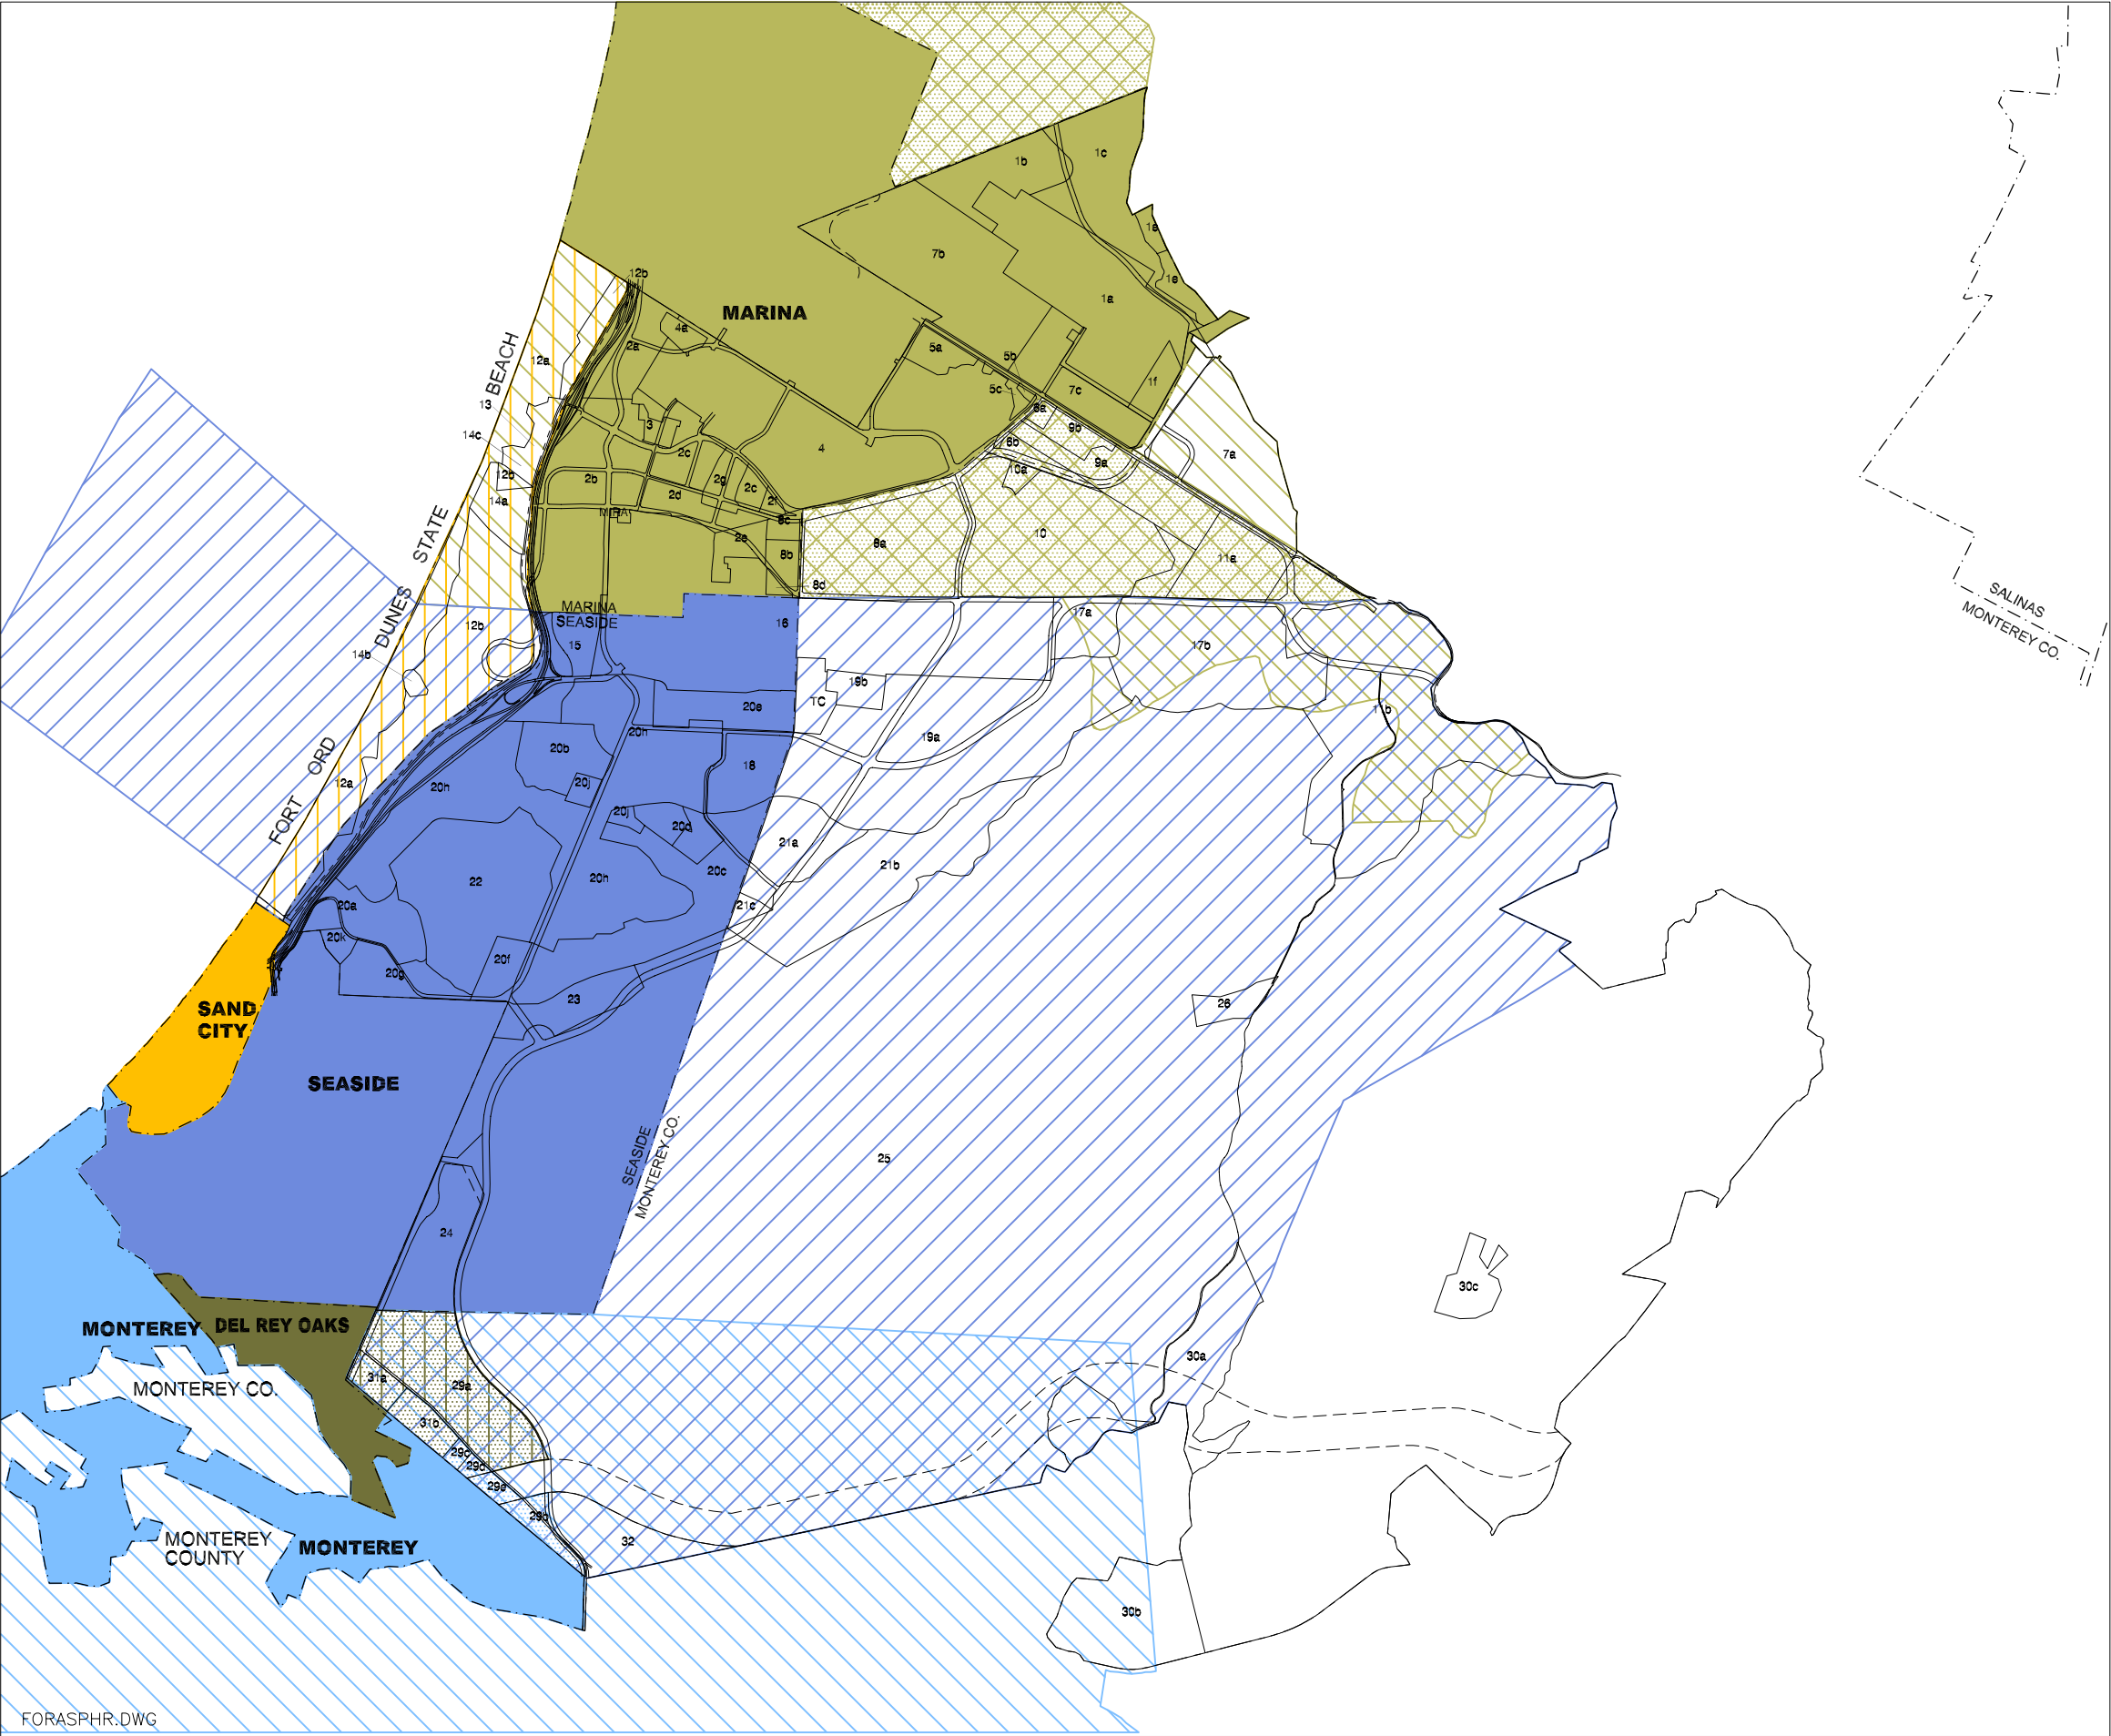 1b
1c
1e
7b
12b
1e
1a
MARINA
4a
2a
5a
5b
12a
BEACH
1f
5c
7c
13
6a
3
9b
14c
6b
4
2c
7a
9a
10a
12b
2b
2g
2c
14a
2d
2f
8c
STATE
2e
10
8a
8b
11a
8d
DUNES
MARINA
SEASIDE
SALINAS
MONTEREY CO.
17a
16
12b
15
17b
14b
19b
TC
20e
11b
20h
19a
20b
ORD
18
12a
20j
20h
20j
20d
FORT
21a
21b
20c
22
20h
20a
21c
20k
20f
20g
23
26
SAND
CITY
SEASIDE
SEASIDE
MONTEREY CO.
25
24
30c
MONTEREY
DEL REY OAKS
30a
31a
29a
MONTEREY CO.
31b
29c
29d
29e
29b
MONTEREY
COUNTY
MONTEREY
32
30b
FORASPHR.DWG